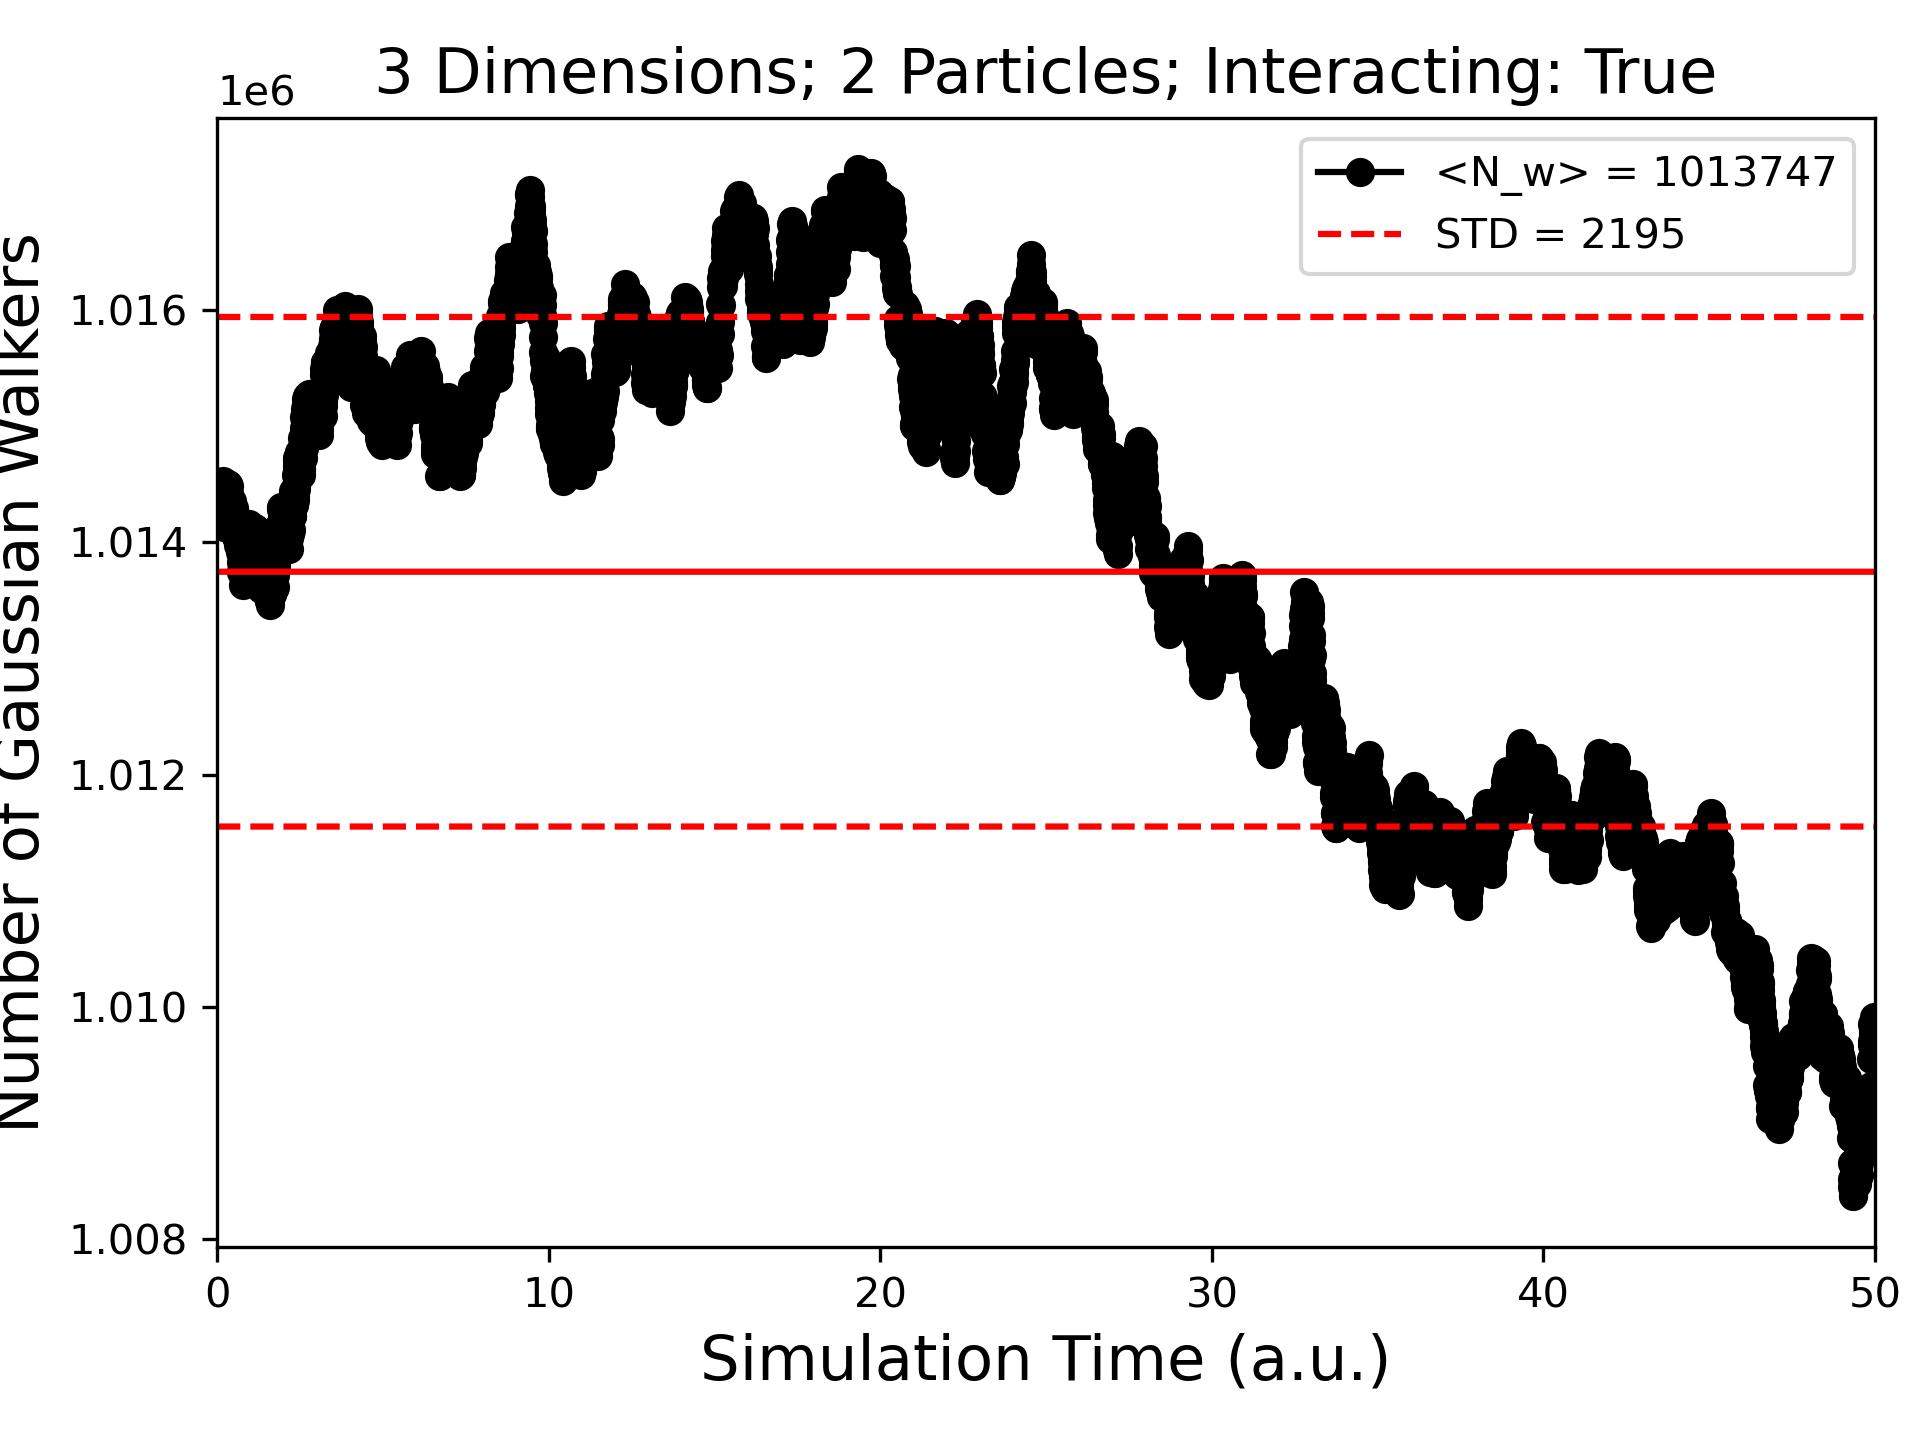 3 Dimensions; 2 Particles; Interacting: True
1e6
<N_w> = 1013747
STD = 2195
Number of Gaussian Walkers
1.016
1.014
1.012
1.010
1.008
0 10 20 30 40 50
Simulation Time (a.u.)